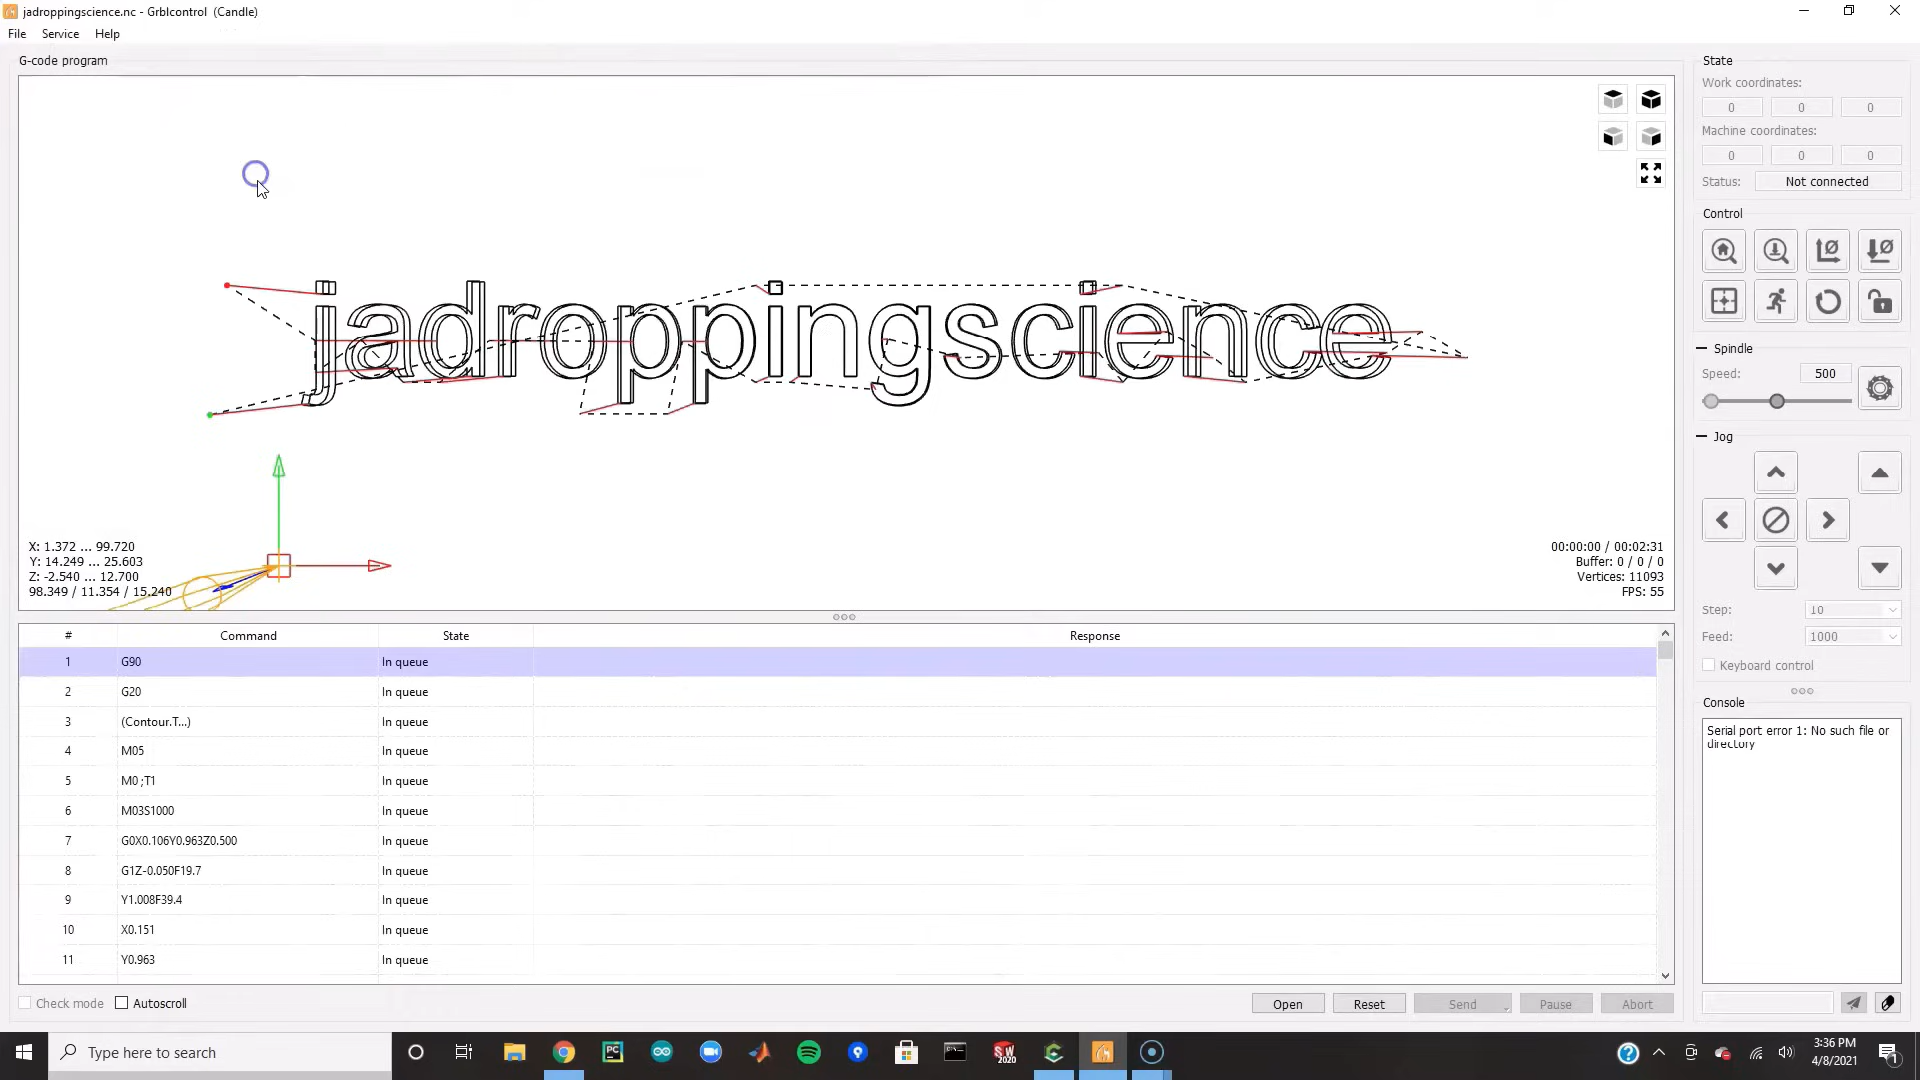 jadroppingscience.nc - Grblcontrol (Candle)
File Service Help
G-code program
jadroppingscience
X: 1.372 ... 99.720
Y: 14.249 ... 25.603
Z: -2.540 ... 12.700
98.349 / 11.354 / 15.240
00:00:00 / 00:02:31
Buffer: 0 / 0 / 0
Vertices: 11093
FPS: 55
# Command State Response
1 G90 In queue
2 G20 In queue
3 (Contour.T...) In queue
4 M05 In queue
5 M0 ;T1 In queue
6 M03S1000 In queue
7 G0X0.106Y0.963Z0.500 In queue
8 G1Z-0.050F19.7 In queue
9 Y1.008F39.4 In queue
10 X0.151 In queue
11 Y0.963 In queue
Check mode Autoscroll Open Reset Send Pause Abort
State
Work coordinates:
0 0 0
Machine coordinates:
0 0 0
Status: Not connected
Control
Spindle
Speed: 500
Jog
Step: 10
Feed: 1000
Keyboard control
Console
Serial port error 1: No such file or
directory
Type here to search
PC
SW
2020
3:36 PM
4/8/2021
1